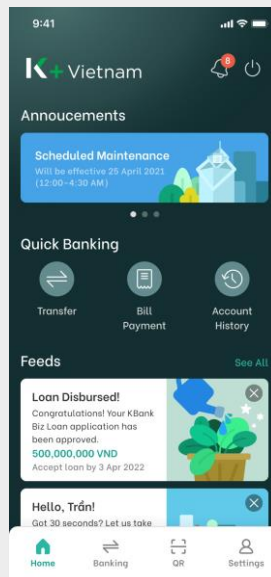 9:41
K+ Vietnam
8
Annoucements
Scheduled Maintenance
Will be effective 25 April 2021
(12:00-4:30 AM)
Quick Banking
Transfer
Bill
Payment
Account
History
Feeds
See All
Loan Disbursed!
Congratulations! Your KBank
Biz Loan application has
been approved.
500,000,000 VND
Accept loan by 3 Apr 2022
Hello, Trần!
Got 30 seconds? Let us take
Home
Banking
QR
Settings